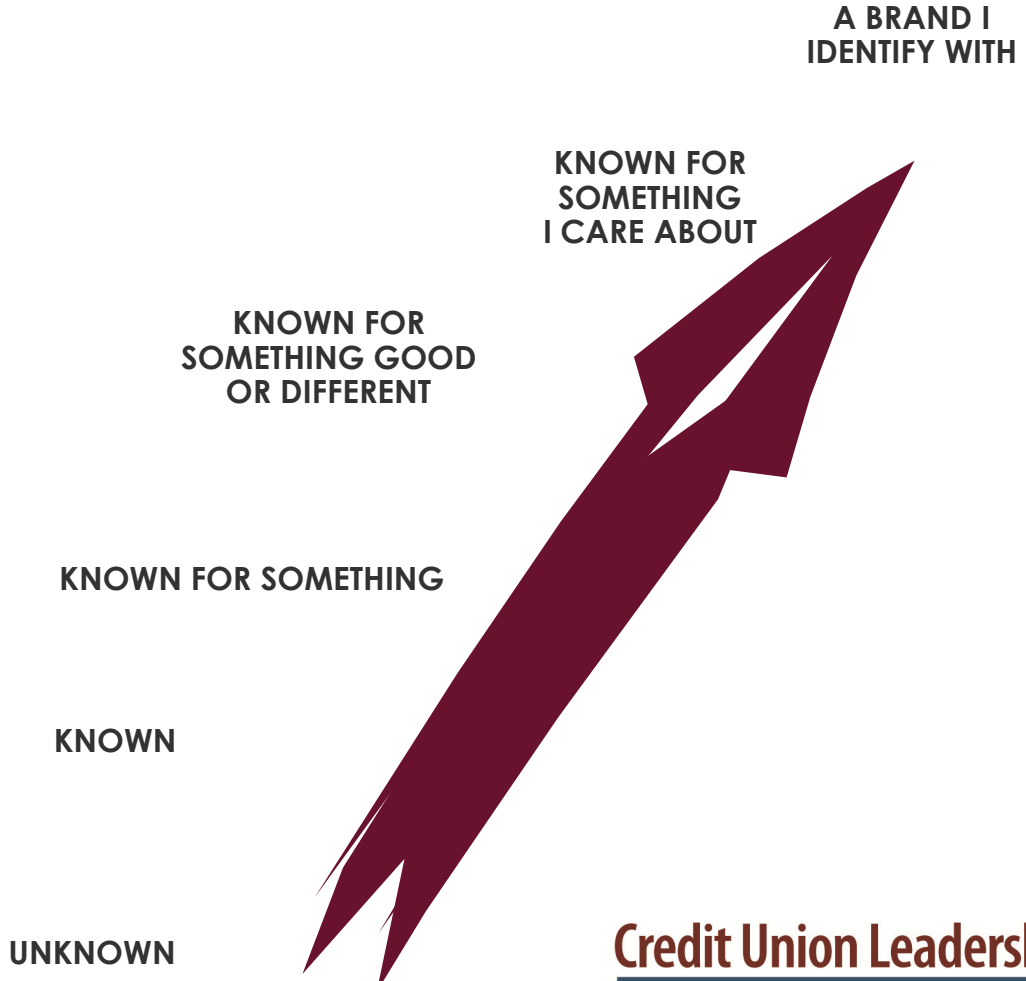 A BRAND I
IDENTIFY WITH
KNOWN FOR
SOMETHING
I CARE ABOUT
KNOWN FOR
SOMETHING GOOD
OR DIFFERENT
KNOWN FOR SOMETHING
KNOWN
UNKNOWN
Credit Union